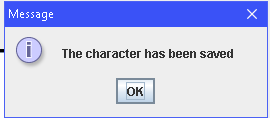 Message
The character has been saved
OK